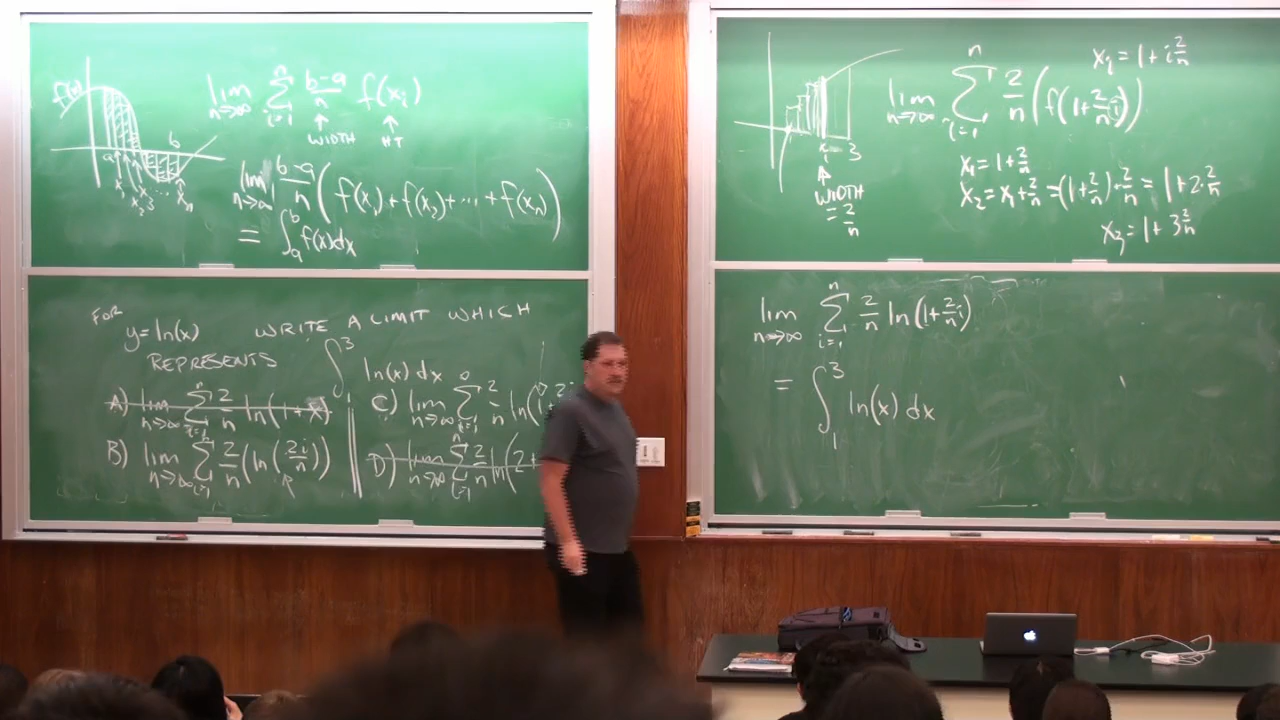 f(x)
a
b
x₁ x₂ x₃ ... xₙ
lim n→∞ n Σ i=1 b-a/n f(xᵢ)
↑ ↑
WIDTH HT
lim n→∞ b-a/n (f(x₁)+f(x₂)+...+f(xₙ))
= ∫ₐᵇ f(x)dx
FOR
y=ln(x) WRITE A LIMIT WHICH
REPRESENTS ∫ 3 ln(x) dx
A) lim n→∞ n Σ i=1 2/n ln(1+
B) lim n→∞ n Σ i=1 2/n (ln(2i/n))
C) lim n→∞ Σ i=1 2/n ln(1+2
D) lim n→∞ n Σ i=1 2/n ln(2+
xᵢ 3
↑
WIDTH
= 2/n
xᵢ = 1+i 2/n
lim n→∞ n Σ i=1 2/n (f(1+2/n i))
x₁ = 1+2/n
x₂ = x₁+2/n = (1+2/n)+2/n = 1+2·2/n
x₃ = 1+3 2/n
lim n→∞ n Σ i=1 2/n ln(1+2/n i)
= ∫₁³ ln(x) dx